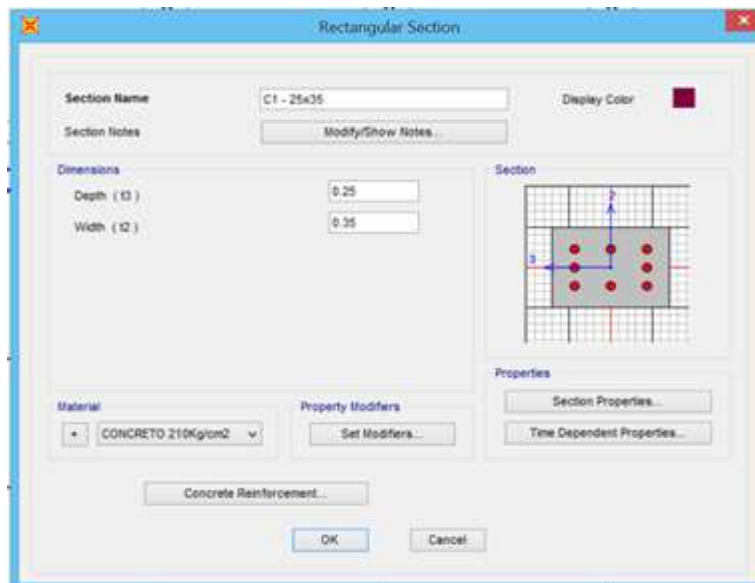 Rectangular Section
Section Name C1 - 25x35 Display Color
Section Notes Modify/Show Notes...
Dimensions
Depth ( t3 ) 0.25
Width ( t2 ) 0.35
Section
2
3
Properties
Section Properties...
Time Dependent Properties...
Material
+ CONCRETO 210Kg/cm2
Property Modifiers
Set Modifiers...
Concrete Reinforcement...
OK Cancel